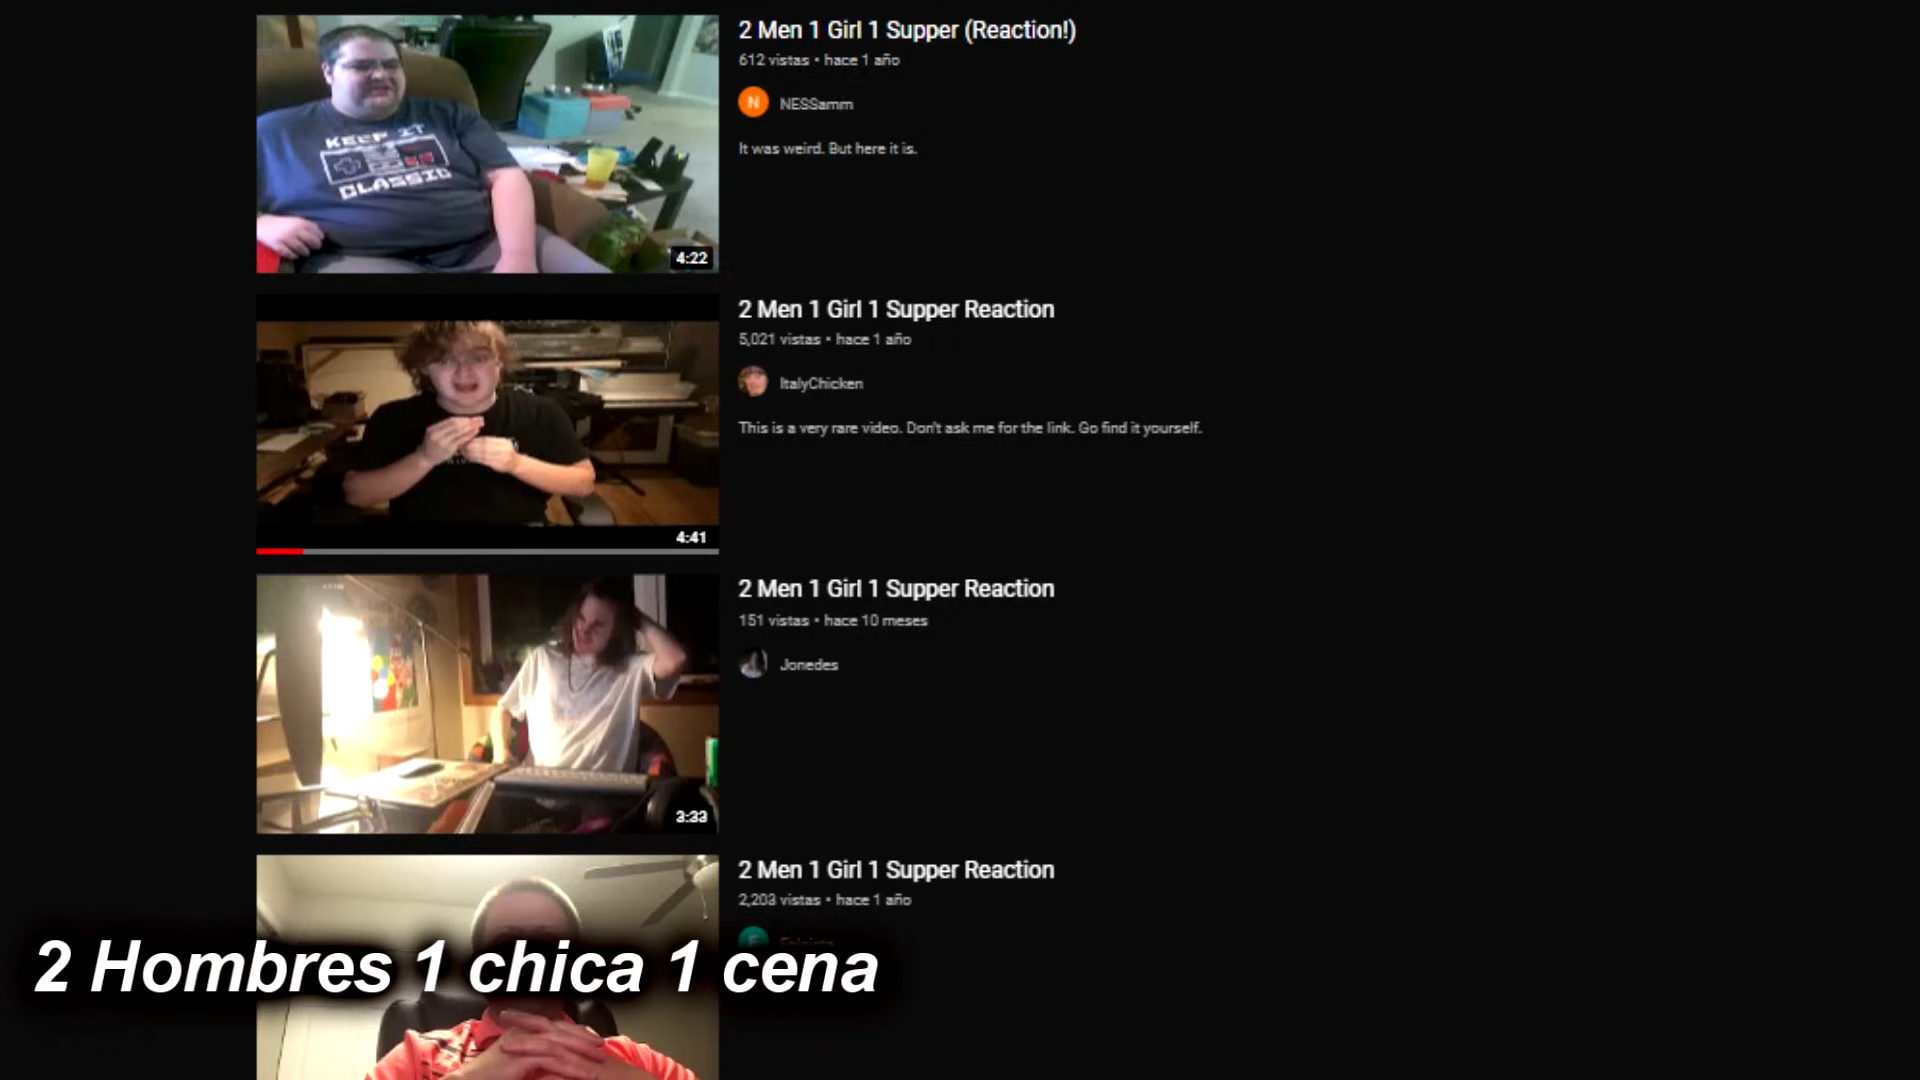 2 Men 1 Girl 1 Supper (Reaction!)
612 vistas • hace 1 año
N NESSamm
It was weird. But here it is.
KEEP IT
CLASSIC
4:22
2 Men 1 Girl 1 Supper Reaction
5,021 vistas • hace 1 año
ItalyChicken
This is a very rare video. Don't ask me for the link. Go find it yourself.
4:41
2 Men 1 Girl 1 Supper Reaction
151 vistas • hace 10 meses
Jonedes
3:33
2 Men 1 Girl 1 Supper Reaction
2,203 vistas • hace 1 año
2 Hombres 1 chica 1 cena